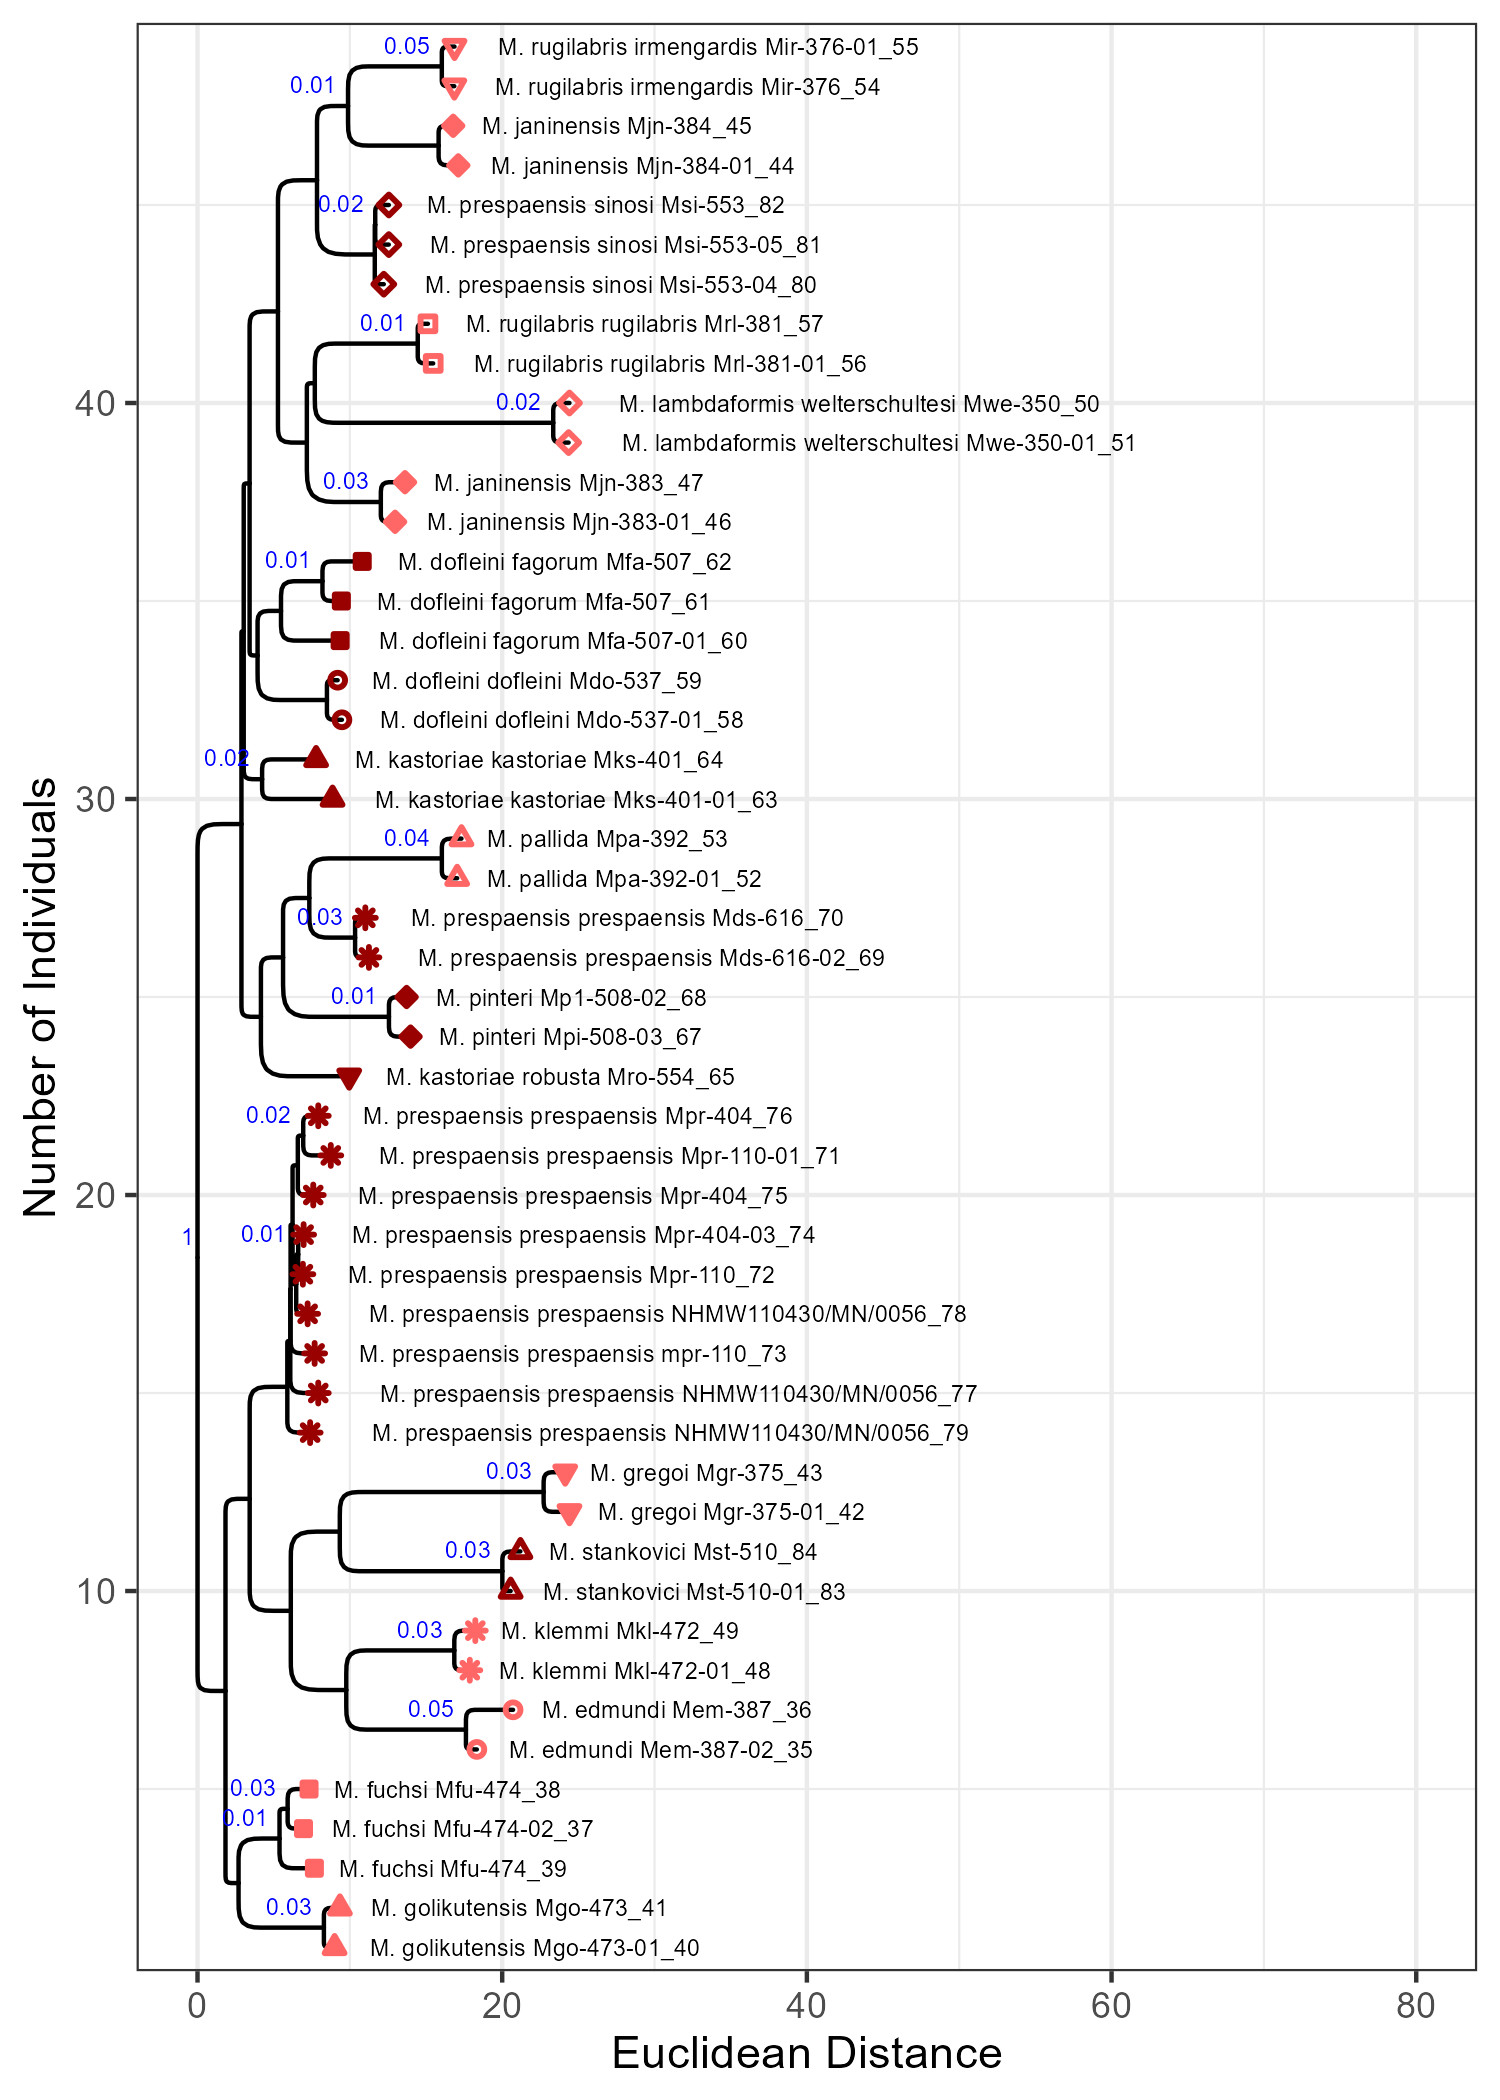 0.05 M. rugilabris irmengardis Mir-376-01_55
0.01 M. rugilabris irmengardis Mir-376_54
M. janinensis Mjn-384_45
M. janinensis Mjn-384-01_44
0.02 M. prespaensis sinosi Msi-553_82
M. prespaensis sinosi Msi-553-05_81
M. prespaensis sinosi Msi-553-04_80
0.01 M. rugilabris rugilabris Mrl-381_57
M. rugilabris rugilabris Mrl-381-01_56
40 0.02 M. lambdaformis welterschultesi Mwe-350_50
M. lambdaformis welterschultesi Mwe-350-01_51
0.03 M. janinensis Mjn-383_47
M. janinensis Mjn-383-01_46
0.01 M. dofleini fagorum Mfa-507_62
M. dofleini fagorum Mfa-507_61
M. dofleini fagorum Mfa-507-01_60
M. dofleini dofleini Mdo-537_59
M. dofleini dofleini Mdo-537-01_58
0.02 M. kastoriae kastoriae Mks-401_64
30 M. kastoriae kastoriae Mks-401-01_63
0.04 M. pallida Mpa-392_53
M. pallida Mpa-392-01_52
0.03 M. prespaensis prespaensis Mds-616_70
M. prespaensis prespaensis Mds-616-02_69
0.01 M. pinteri Mp1-508-02_68
M. pinteri Mpi-508-03_67
M. kastoriae robusta Mro-554_65
0.02 M. prespaensis prespaensis Mpr-404_76
M. prespaensis prespaensis Mpr-110-01_71
20 M. prespaensis prespaensis Mpr-404_75
1 0.01 M. prespaensis prespaensis Mpr-404-03_74
M. prespaensis prespaensis Mpr-110_72
M. prespaensis prespaensis NHMW110430/MN/0056_78
M. prespaensis prespaensis mpr-110_73
M. prespaensis prespaensis NHMW110430/MN/0056_77
M. prespaensis prespaensis NHMW110430/MN/0056_79
0.03 M. gregoi Mgr-375_43
M. gregoi Mgr-375-01_42
0.03 M. stankovici Mst-510_84
10 M. stankovici Mst-510-01_83
0.03 M. klemmi Mkl-472_49
M. klemmi Mkl-472-01_48
0.05 M. edmundi Mem-387_36
M. edmundi Mem-387-02_35
0.03 M. fuchsi Mfu-474_38
0.01 M. fuchsi Mfu-474-02_37
M. fuchsi Mfu-474_39
0.03 M. golikutensis Mgo-473_41
M. golikutensis Mgo-473-01_40
0 20 40 60 80
Euclidean Distance
Number of Individuals